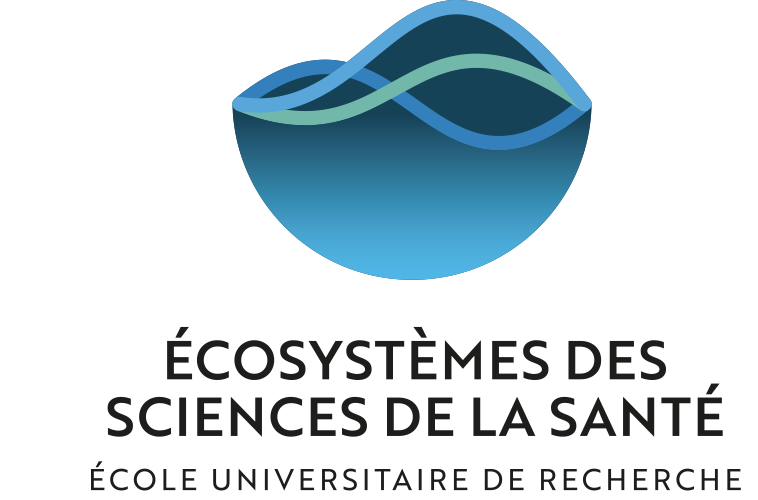 ÉCOSYSTÈMES DES
SCIENCES DE LA SANTÉ
ÉCOLE UNIVERSITAIRE DE RECHERCHE